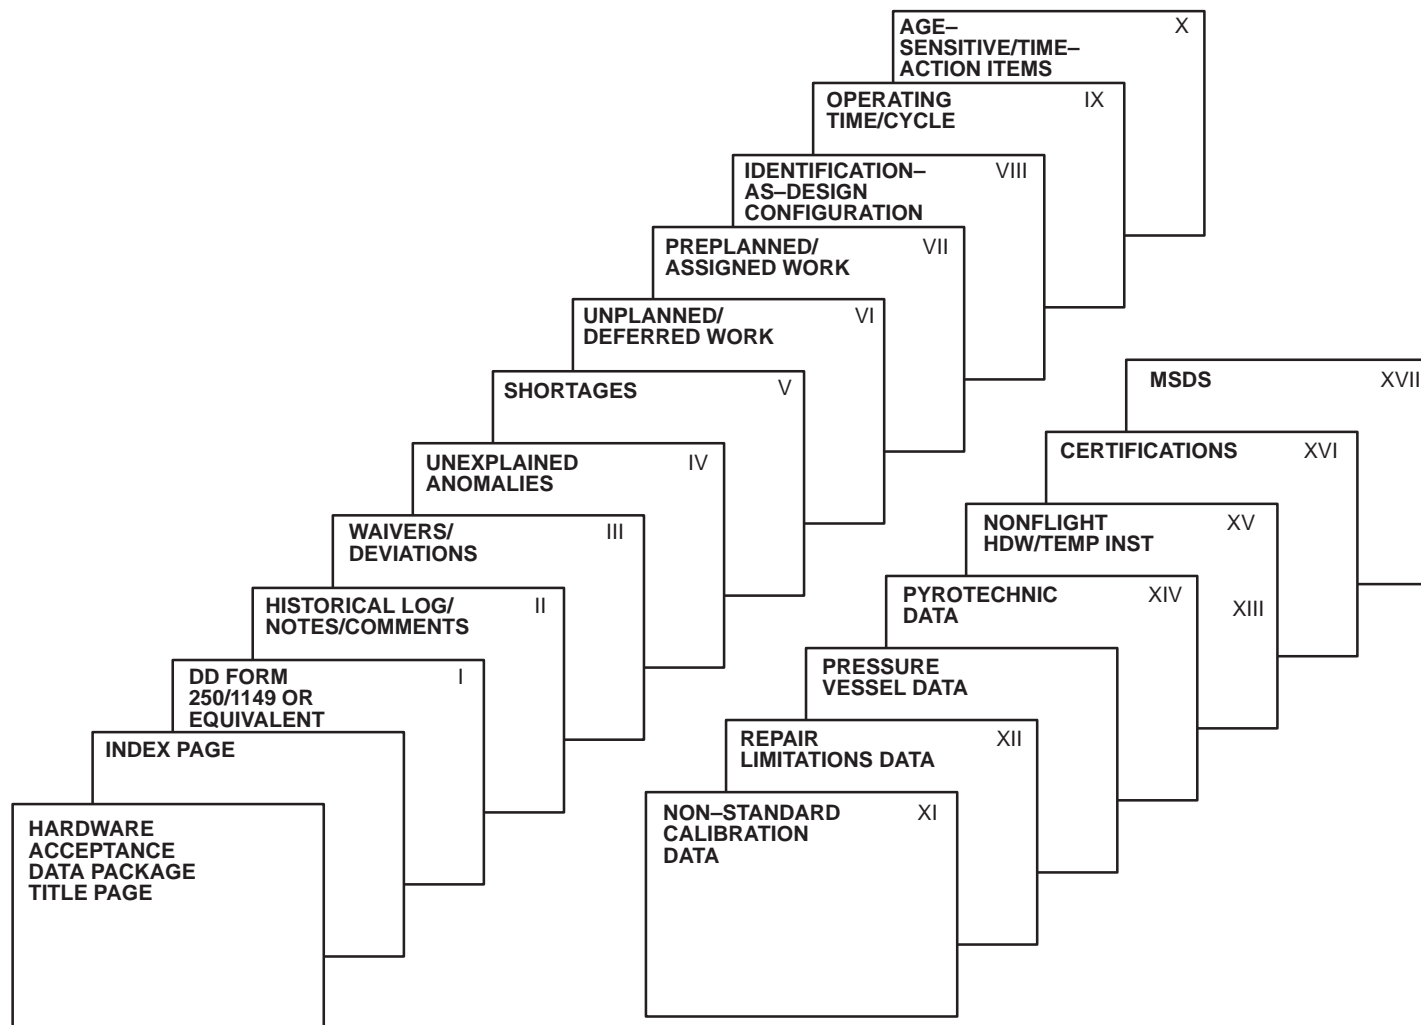 AGE–
SENSITIVE/TIME–
ACTION ITEMS
X
OPERATING
TIME/CYCLE
IX
IDENTIFICATION–
AS–DESIGN
CONFIGURATION
VIII
PREPLANNED/
ASSIGNED WORK
VII
UNPLANNED/
DEFERRED WORK
VI
SHORTAGES
V
UNEXPLAINED
ANOMALIES
IV
WAIVERS/
DEVIATIONS
III
HISTORICAL LOG/
NOTES/COMMENTS
II
DD FORM
250/1149 OR
EQUIVALENT
I
INDEX PAGE
HARDWARE
ACCEPTANCE
DATA PACKAGE
TITLE PAGE
MSDS
XVII
CERTIFICATIONS
XVI
NONFLIGHT
HDW/TEMP INST
XV
PYROTECHNIC
DATA
XIV
XIII
PRESSURE
VESSEL DATA
REPAIR
LIMITATIONS DATA
XII
NON–STANDARD
CALIBRATION
DATA
XI